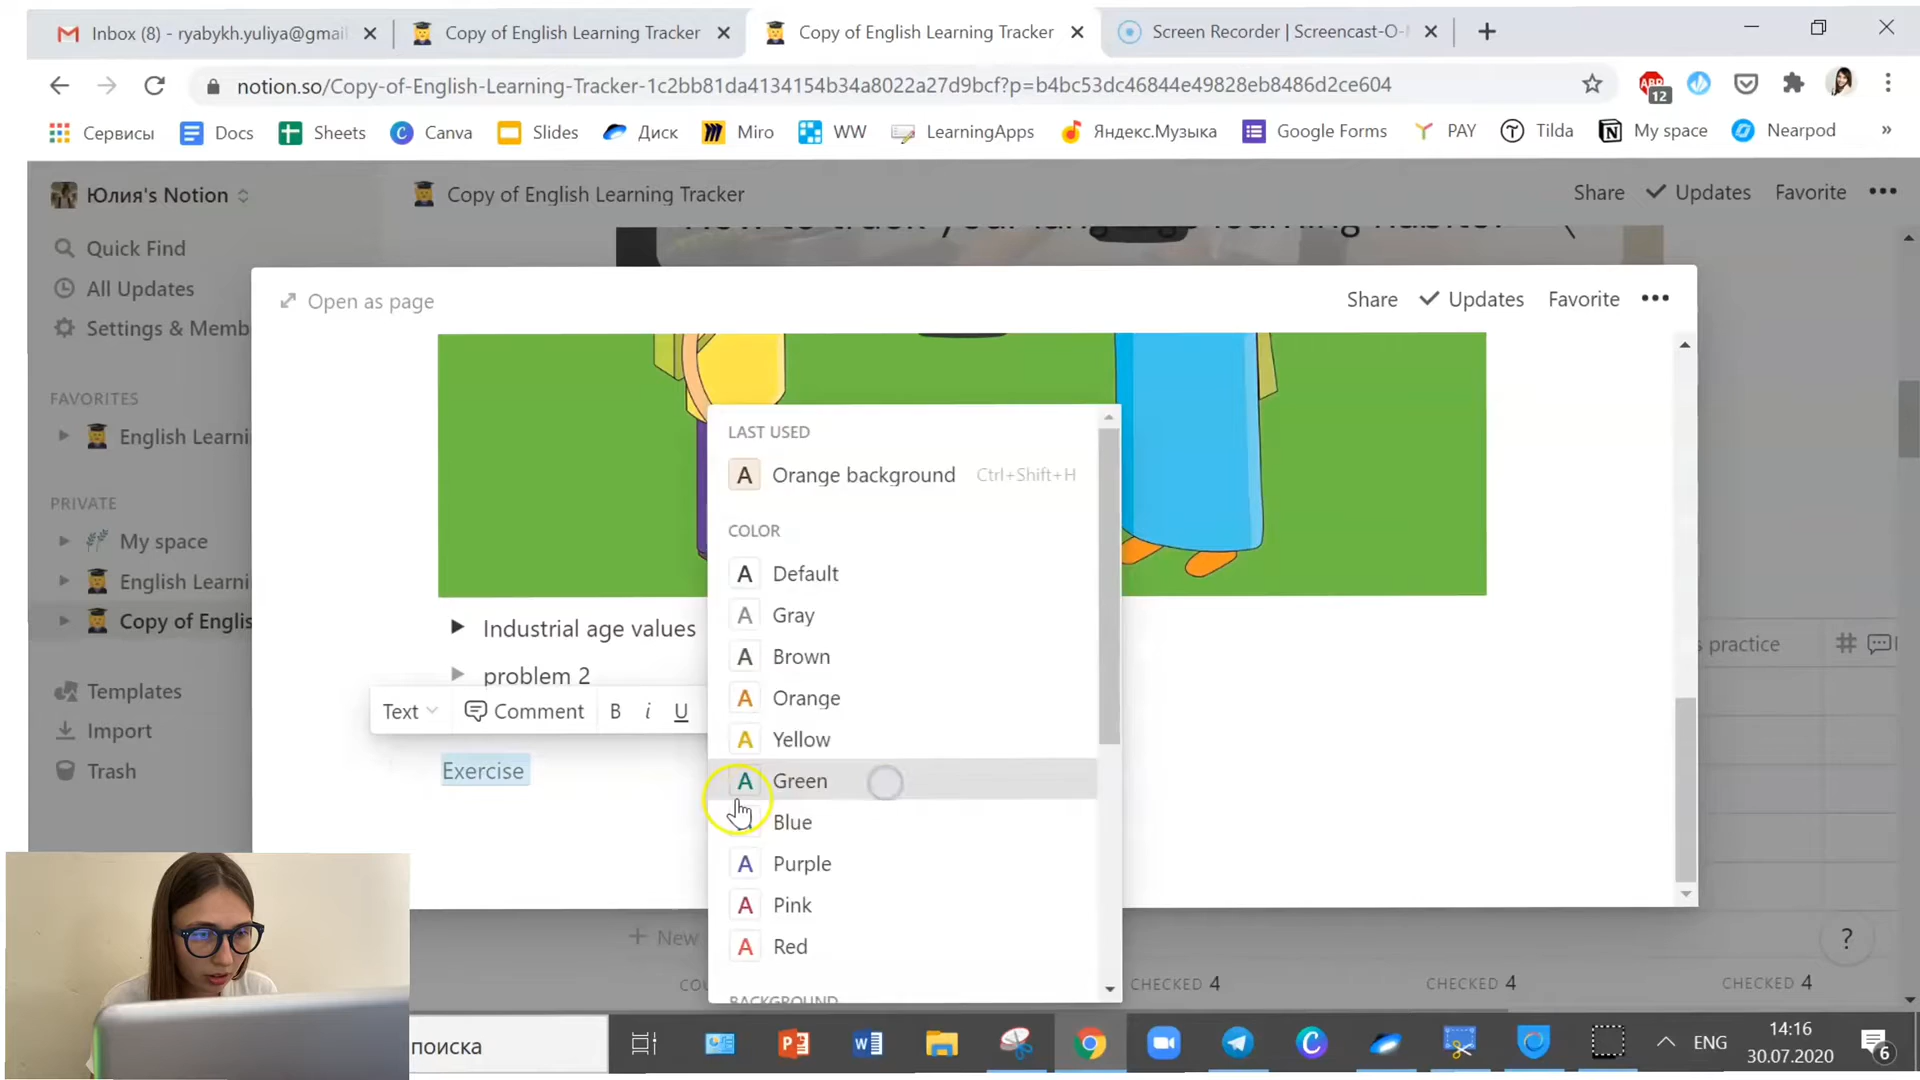 Inbox (8) - ryabykh.yuliya@gmai
Copy of English Learning Tracker
Copy of English Learning Tracker
Screen Recorder | Screencast-O-
notion.so/Copy-of-English-Learning-Tracker-1c2bb81da4134154b34a8022a27d9bcf?p=b4bc53dc46844e49828eb8486d2ce604
ABP
12
Сервисы Docs Sheets Canva Slides Диск Miro WW LearningApps Яндекс.Музыка Google Forms PAY Tilda My space Nearpod »
Юлия's Notion
Copy of English Learning Tracker
Share Updates Favorite
Quick Find
All Updates
Settings & Memb
FAVORITES
English Learni
PRIVATE
My space
English Learni
Copy of Englis
Templates
Import
Trash
Open as page
Share Updates Favorite
Industrial age values
problem 2
Text Comment B i U
Exercise
LAST USED
A Orange background Ctrl+Shift+H
COLOR
A Default
A Gray
A Brown
A Orange
A Yellow
A Green
Blue
A Purple
A Pink
A Red
BACKGROUND
s practice #
+ New
?
COU
CHECKED 4
CHECKED 4
CHECKED 4
поиска
ENG
14:16
30.07.2020
6